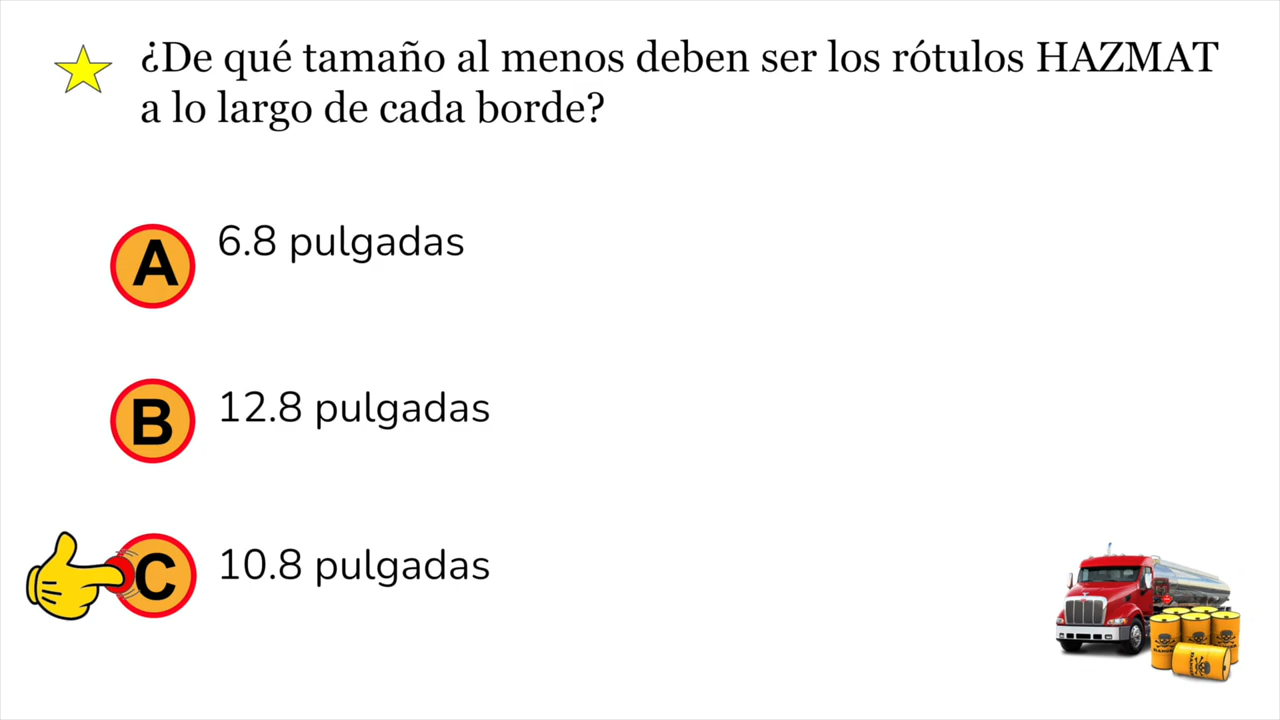 ¿De qué tamaño al menos deben ser los rótulos HAZMAT
a lo largo de cada borde?
A
6.8 pulgadas
B
12.8 pulgadas
C
10.8 pulgadas